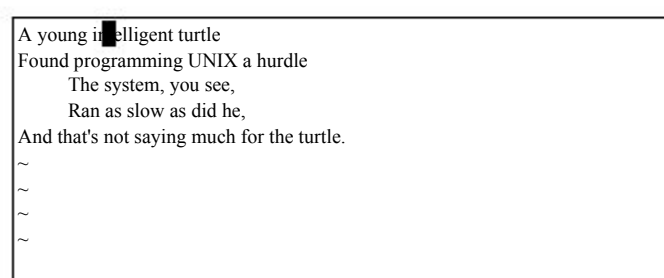 A young intelligent turtle
Found programming UNIX a hurdle
The system, you see,
Ran as slow as did he,
And that's not saying much for the turtle.
~
~
~
~